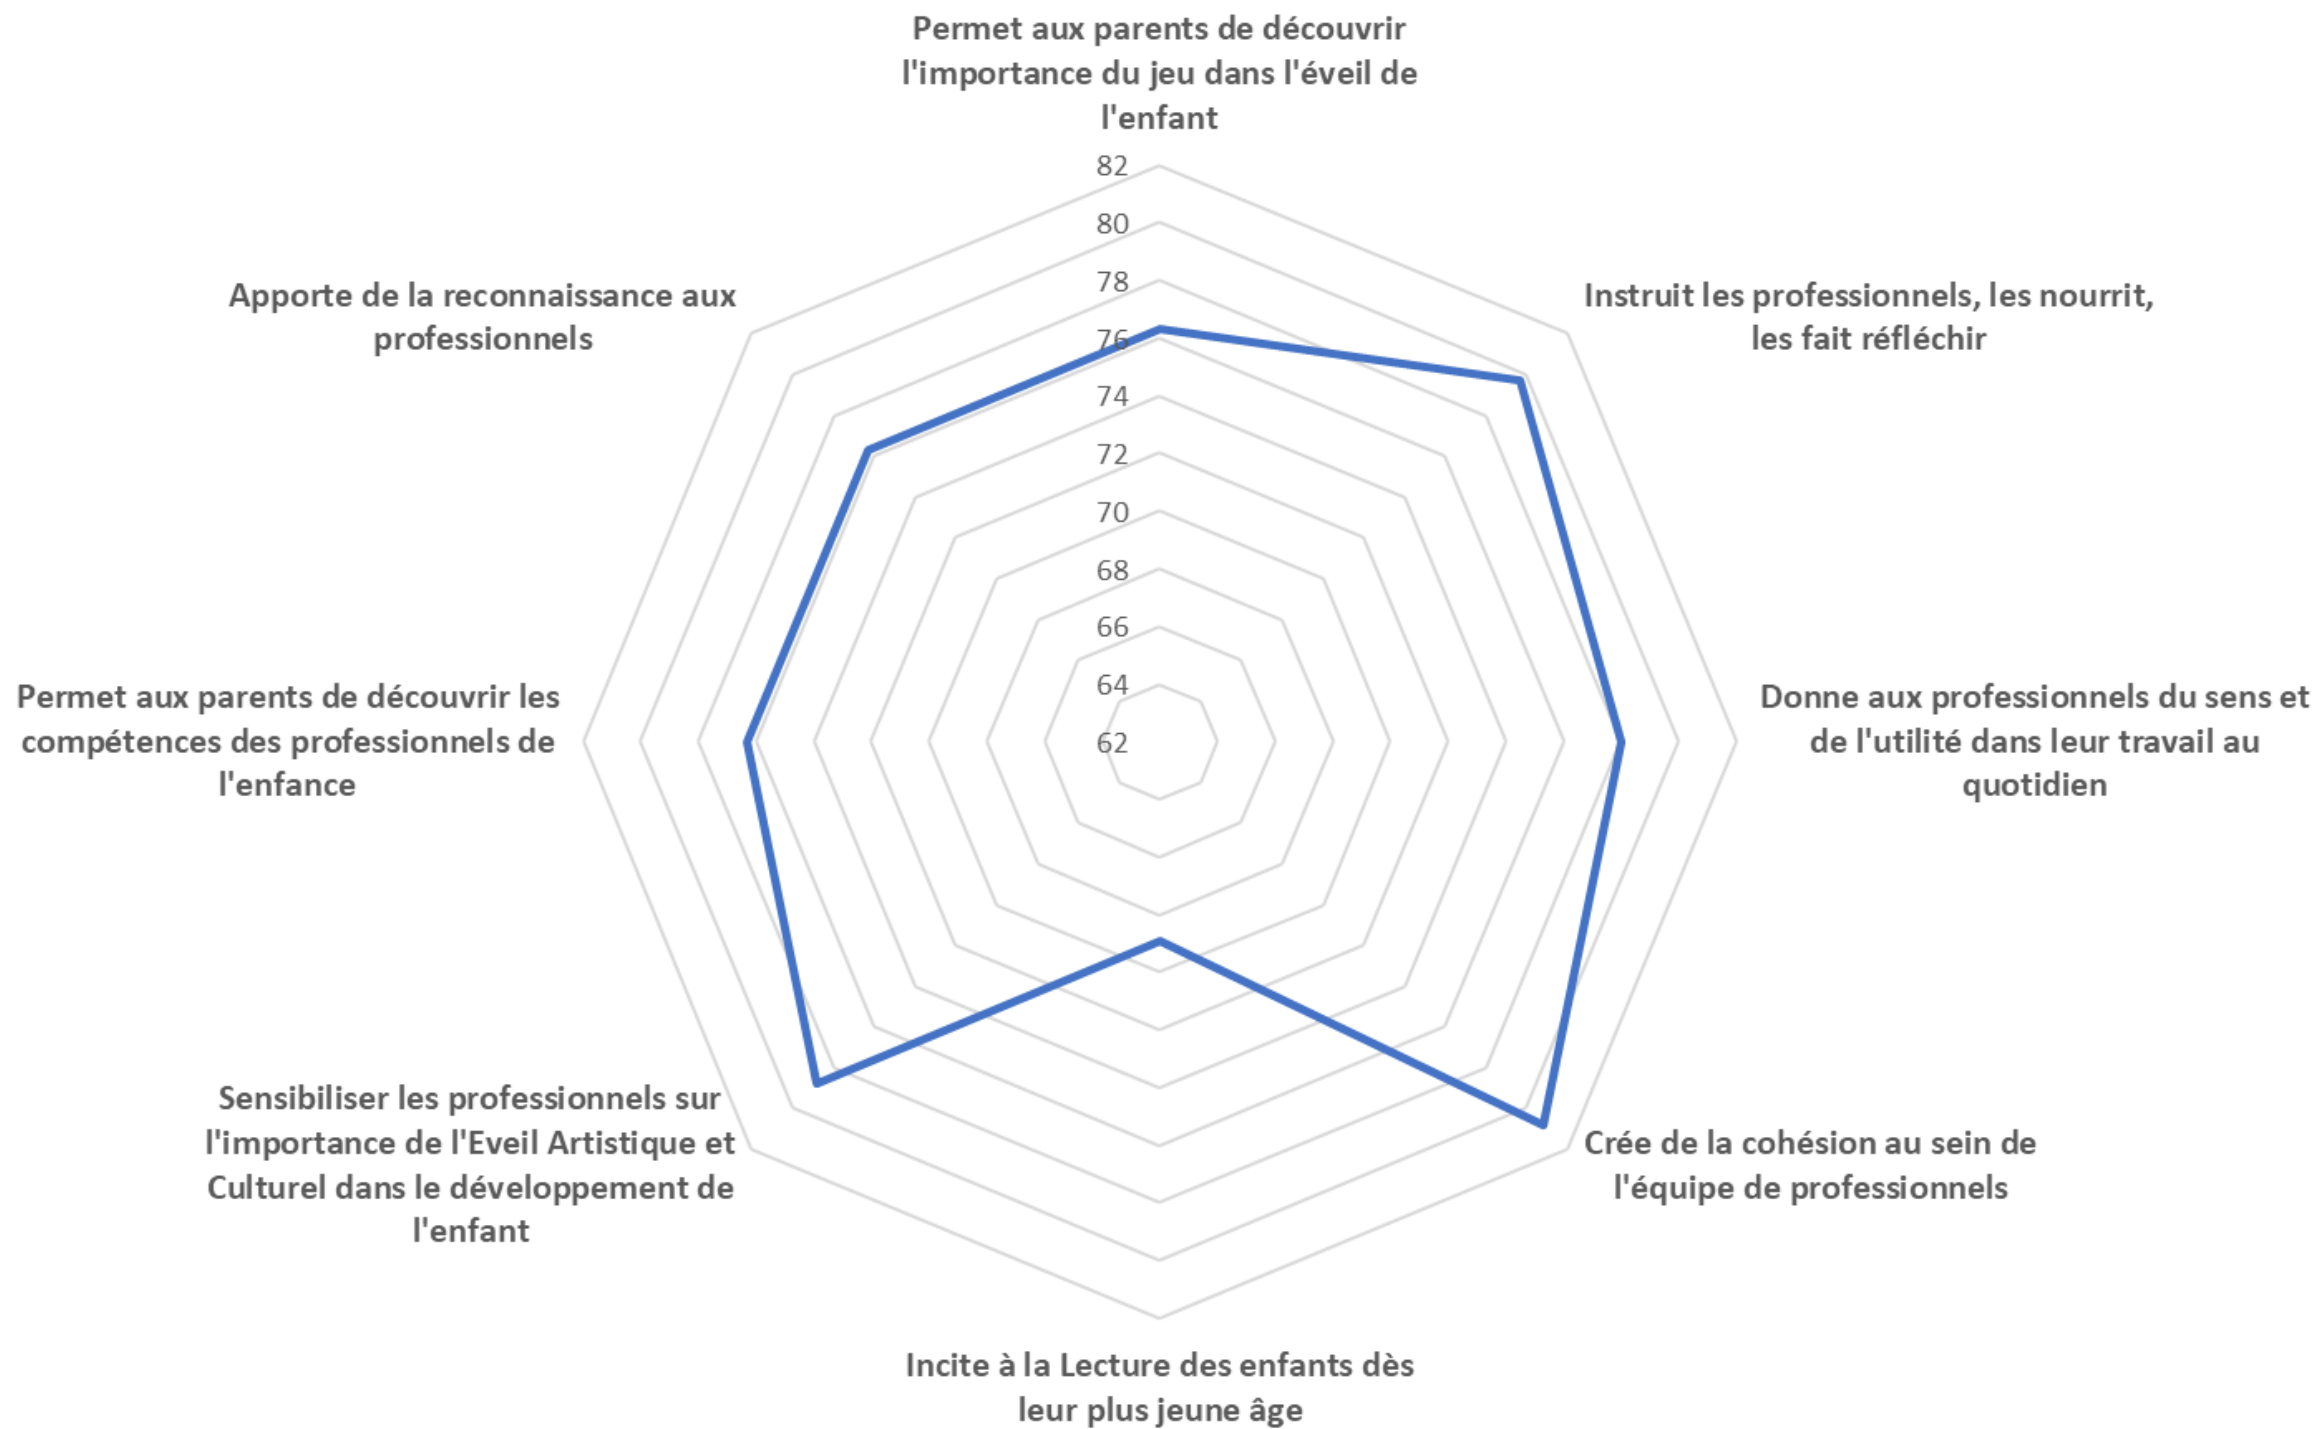 Permet aux parents de découvrir
l'importance du jeu dans l'éveil de
l'enfant
82
80
78
76
74
72
70
68
66
64
62
Instruit les professionnels, les nourrit,
les fait réfléchir
Donne aux professionnels du sens et
de l'utilité dans leur travail au
quotidien
Crée de la cohésion au sein de
l'équipe de professionnels
Incite à la Lecture des enfants dès
leur plus jeune âge
Sensibiliser les professionnels sur
l'importance de l'Eveil Artistique et
Culturel dans le développement de
l'enfant
Permet aux parents de découvrir les
compétences des professionnels de
l'enfance
Apporte de la reconnaissance aux
professionnels